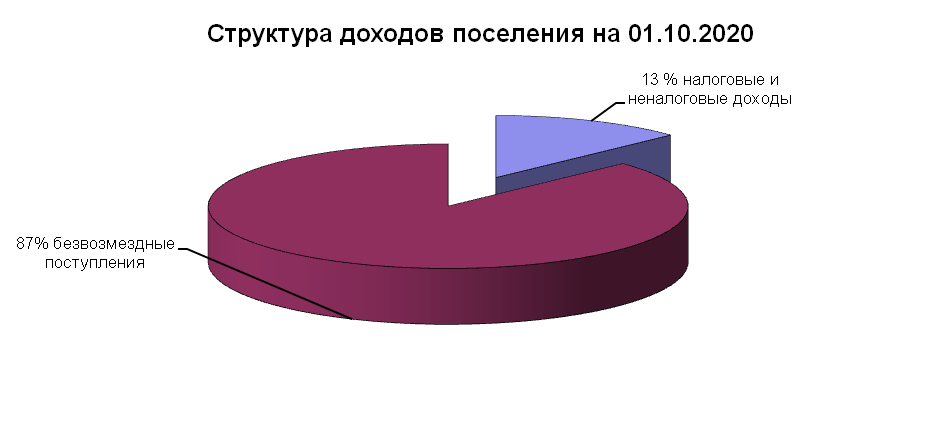 Структура доходов поселения на 01.10.2020
13 % налоговые и
неналоговые доходы
87% безвозмездные
поступления